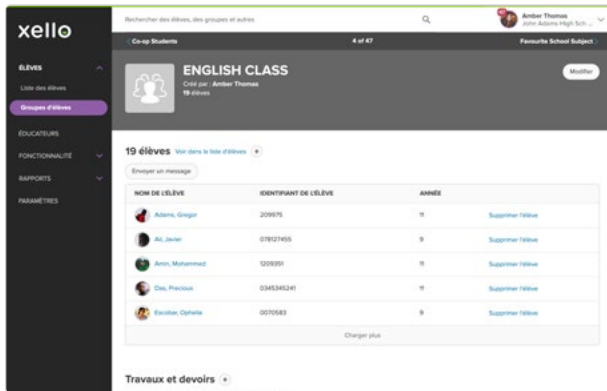 xello
Rechercher des élèves, des groupes et autres
Amber Thomas
John Adams High Sch ...
Co-op Students
4 of 47
Favourite School Subject
ÉLÈVES
Liste des élèves
Groupes d'élèves
ÉDUCATEURS
FONCTIONNALITÉ
RAPPORTS
PARAMÈTRES
ENGLISH CLASS
Créé par : Amber Thomas
19 élèves
Modifier
19 élèves Voir dans la liste d'élèves +
Envoyer un message
NOM DE L'ÉLÈVE IDENTIFIANT DE L'ÉLÈVE ANNÉE
Adams, Gregor 209975 11 Supprimer l'élève
Ali, Javier 078127455 9 Supprimer l'élève
Amin, Mohammed 1209351 11 Supprimer l'élève
Das, Precious 0345345241 11 Supprimer l'élève
Escobar, Ophelia 0070583 9 Supprimer l'élève
Charger plus
Travaux et devoirs +